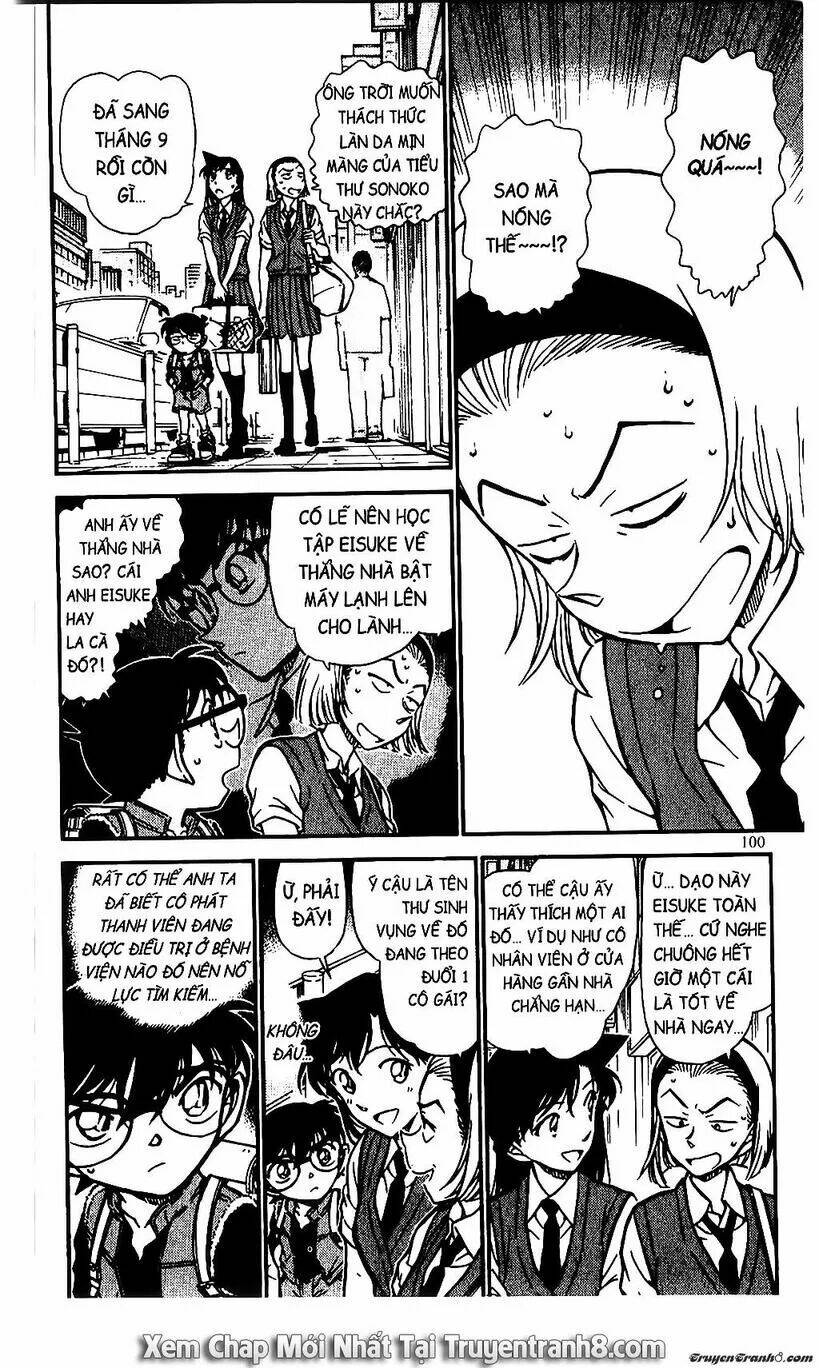 NÓNG
QUÁ~~~!
SAO MÀ
NÓNG
THẾ~~~!?
ÔNG TRỜI MUỐN
THÁCH THỨC
LÀN DA MỊN
MÀNG CỦA TIỂU
THƯ SONOKO
NÀY CHẮC?
ĐÃ SANG
THÁNG 9
RỒI CÒN
GÌ...
CÓ LẼ NÊN HỌC
TẬP EISUKE VỀ
THẲNG NHÀ BẬT
MÁY LẠNH LÊN
CHO LÀNH...
ANH ẤY VỀ
THẲNG NHÀ
SAO? CÁI
ANH EISUKE
HAY
LA CÀ
ĐÓ?!
100
Ừ... DẠO NÀY
EISUKE TOÀN
THẾ... CỨ NGHE
CHUÔNG HẾT
GIỜ MỘT CÁI
LÀ TÓT VỀ
NHÀ NGAY...
CÓ THỂ CẬU ẤY
THẤY THÍCH MỘT AI
ĐÓ... VÍ DỤ NHƯ CÔ
NHÂN VIÊN Ở CỬA
HÀNG GẦN NHÀ
CHẲNG HẠN...
Ý CẬU LÀ TÊN
THƯ SINH
VỤNG VỀ ĐÓ
ĐANG THEO
ĐUỔI 1
CÔ GÁI?
Ừ, PHẢI
ĐẤY!
KHÔNG
ĐÂU...
RẤT CÓ THỂ ANH TA
ĐÃ BIẾT CÔ PHÁT
THANH VIÊN ĐANG
ĐƯỢC ĐIỀU TRỊ Ở BỆNH
VIỆN NÀO ĐÓ NÊN NỖ
LỰC TÌM KIẾM...
Xem Chap Mới Nhất Tại Truyentranh8.com
TruyenTranh8.com